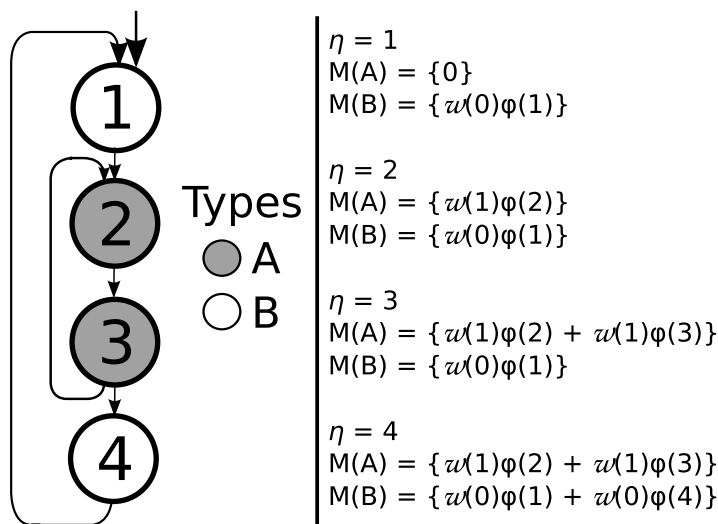 1
2
3
4
Types
A
B
η = 1
M(A) = {0}
M(B) = {w(0)φ(1)}
η = 2
M(A) = {w(1)φ(2)}
M(B) = {w(0)φ(1)}
η = 3
M(A) = {w(1)φ(2) + w(1)φ(3)}
M(B) = {w(0)φ(1)}
η = 4
M(A) = {w(1)φ(2) + w(1)φ(3)}
M(B) = {w(0)φ(1) + w(0)φ(4)}